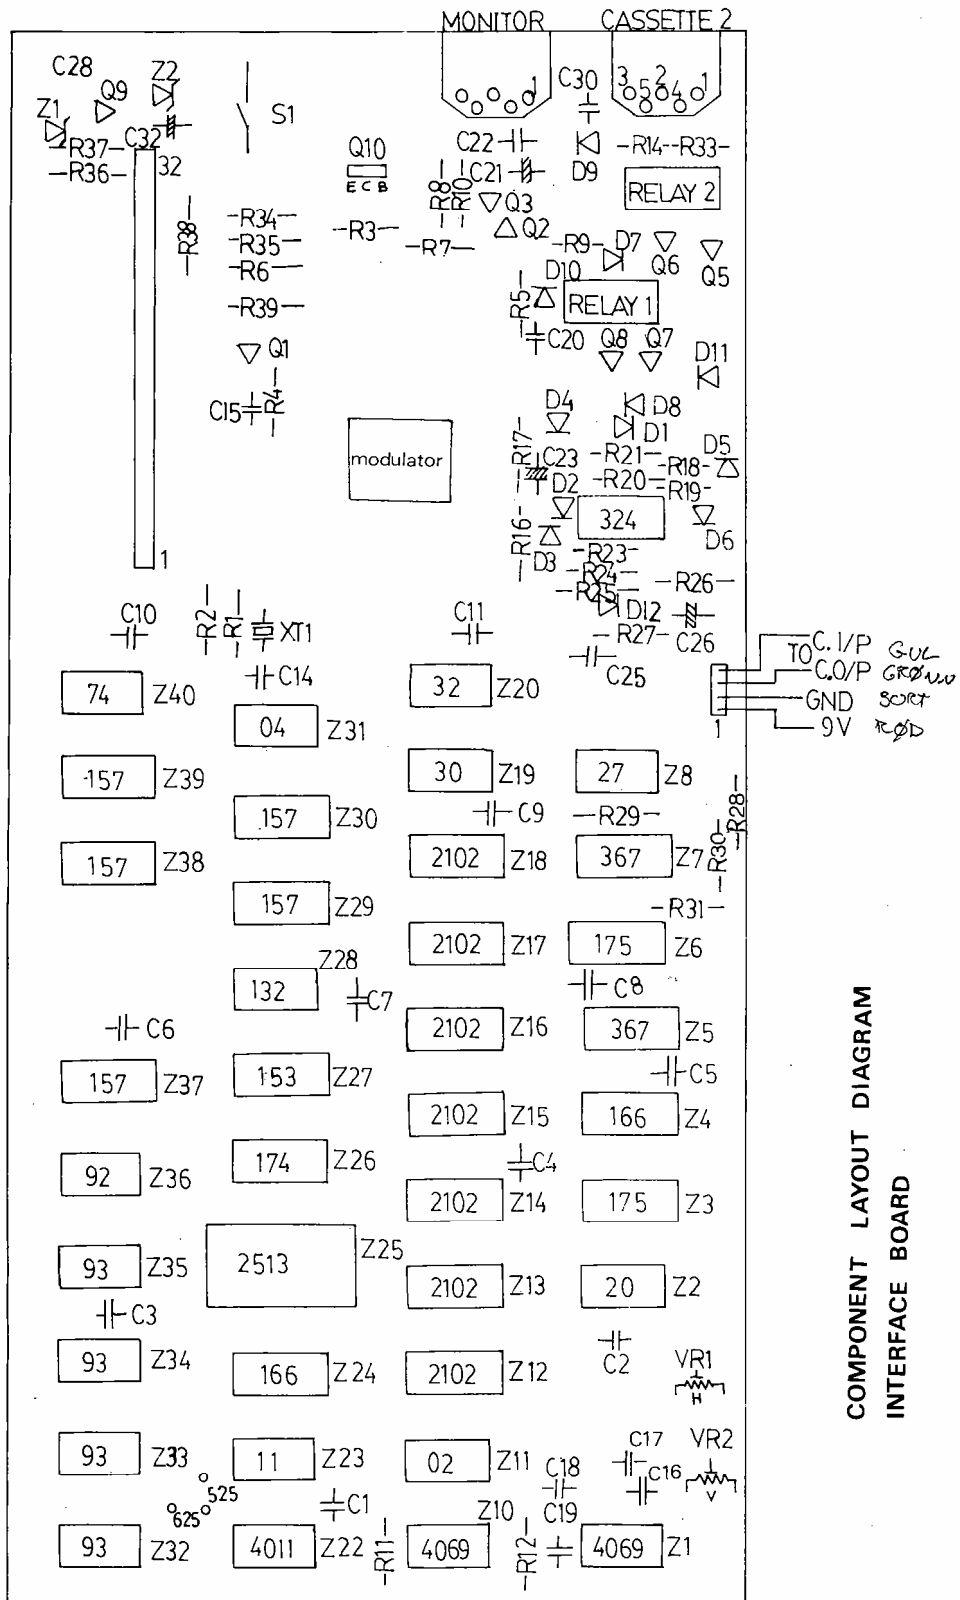 MONITOR CASSETTE 2
C28 Z2 C30 3 5 2 4 1
1
Q9
Z1 S1
C32 C22
R37 R14 R33
R36 32 Q10 C21 D9
E C B R8 R10 Q3 RELAY 2
R38 R34 Q2
R3 R9 D7
R35 R7 Q6 Q5
R6 D10
R39 R5 RELAY 1
C20 Q8 Q7
Q1 D11
C15 R4 D4 D8
D1
modulator R17 C23 R21 D5
R18
D2 R20 R19
324
R16 D6
D3 R23
1 R24
R25 R26
C10 R2 R1 XT1 C11 D12
R27 C26
C14 C25 TO C. I/P
C.O/P
74 Z40 32 Z20 GND SORT
04 Z31 1 9V RØD
157 Z39 30 Z19 27 Z8
157 Z30 C9 R29 R28
157 Z38 2102 Z18 367 Z7 R30
157 Z29 R31
2102 Z17 175 Z6
Z28
132 C7 C8
C6 2102 Z16 367 Z5
157 Z37 153 Z27 C5
2102 Z15 166 Z4
92 Z36 174 Z26 C4
2102 Z14 175 Z3
93 Z35 2513 Z25
2102 Z13 20 Z2
C3
93 Z34 166 Z24 2102 Z12 C2 VR1
H
93 Z33 11 Z23 02 Z11 C18 C17 VR2
C16
525 V
625 C1 Z10 C19
93 Z32 4011 Z22 R11 4069 R12 4069 Z1
COMPONENT LAYOUT DIAGRAM
INTERFACE BOARD